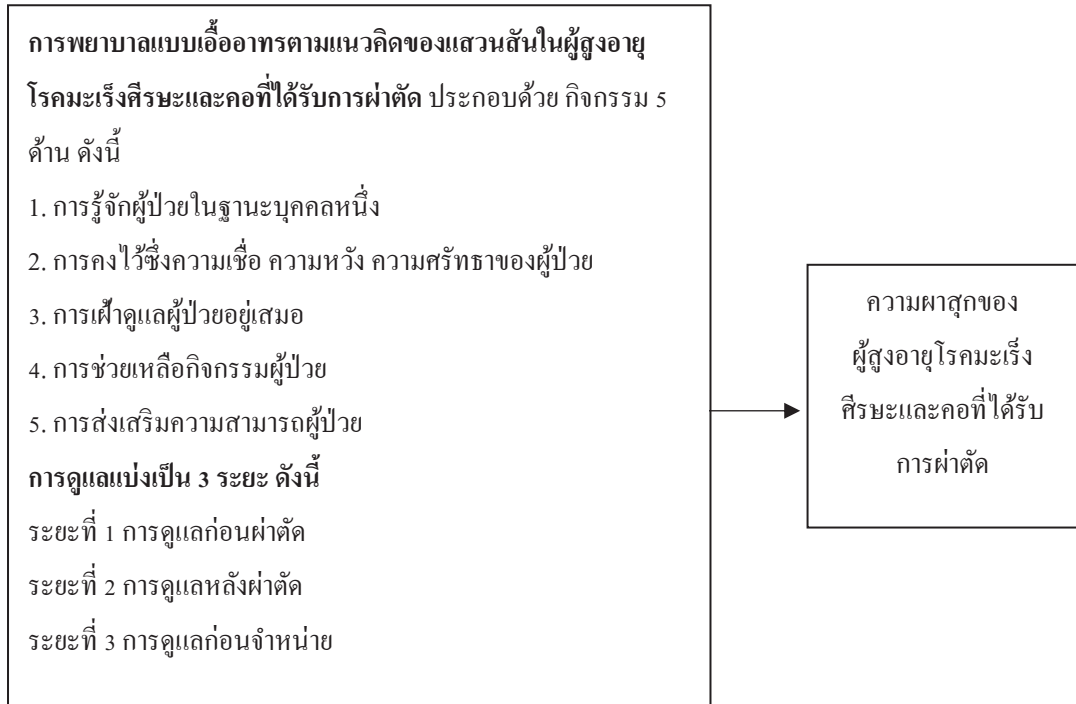 การพยาบาลแบบเอื้ออาทรตามแนวคิดของแสวนสันในผู้สูงอายุ
โรคมะเร็งศีรษะและคอที่ได้รับการผ่าตัด ประกอบด้วย กิจกรรม 5
ด้าน ดังนี้
1. การรู้จักผู้ป่วยในฐานะบุคคลหนึ่ง
2. การคงไว้ซึ่งความเชื่อ ความหวัง ความศรัทธาของผู้ป่วย
3. การเฝ้าดูแลผู้ป่วยอยู่เสมอ
4. การช่วยเหลือกิจกรรมผู้ป่วย
5. การส่งเสริมความสามารถผู้ป่วย
การดูแลแบ่งเป็น 3 ระยะ ดังนี้
ระยะที่ 1 การดูแลก่อนผ่าตัด
ระยะที่ 2 การดูแลหลังผ่าตัด
ระยะที่ 3 การดูแลก่อนจำหน่าย
ความผาสุกของ
ผู้สูงอายุโรคมะเร็ง
ศีรษะและคอที่ได้รับ
การผ่าตัด